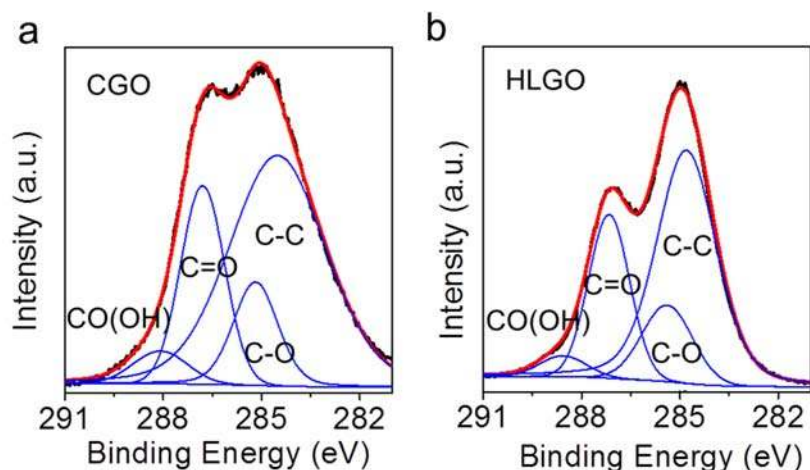 a
CGO
C-C
C=O
CO(OH)
C-O
Intensity (a.u.)
291 288 285 282
Binding Energy (eV)
b
HLGO
C-C
C=O
CO(OH)
C-O
Intensity (a.u.)
291 288 285 282
Binding Energy (eV)